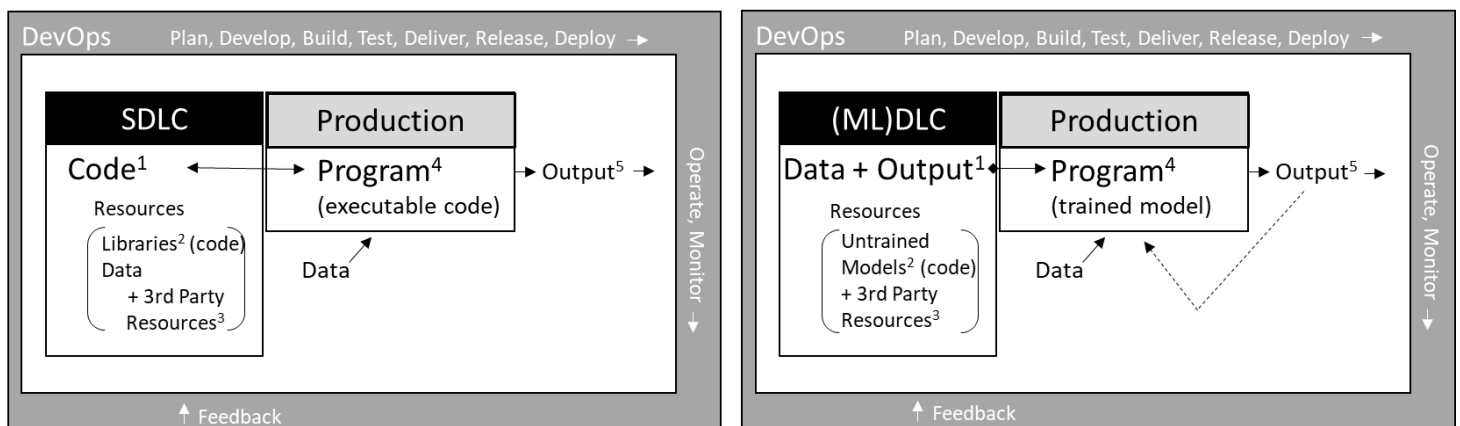 DevOps Plan, Develop, Build, Test, Deliver, Release, Deploy →
SDLC
Production
Code¹
Program⁴
(executable code)
Output⁵
Resources
Libraries² (code)
Data
+ 3rd Party
Resources³
Data
Operate, Monitor →
↑ Feedback
DevOps Plan, Develop, Build, Test, Deliver, Release, Deploy →
(ML)DLC
Production
Data + Output¹
Program⁴
(trained model)
Output⁵
Resources
Untrained
Models² (code)
+ 3rd Party
Resources³
Data
Operate, Monitor →
↑ Feedback